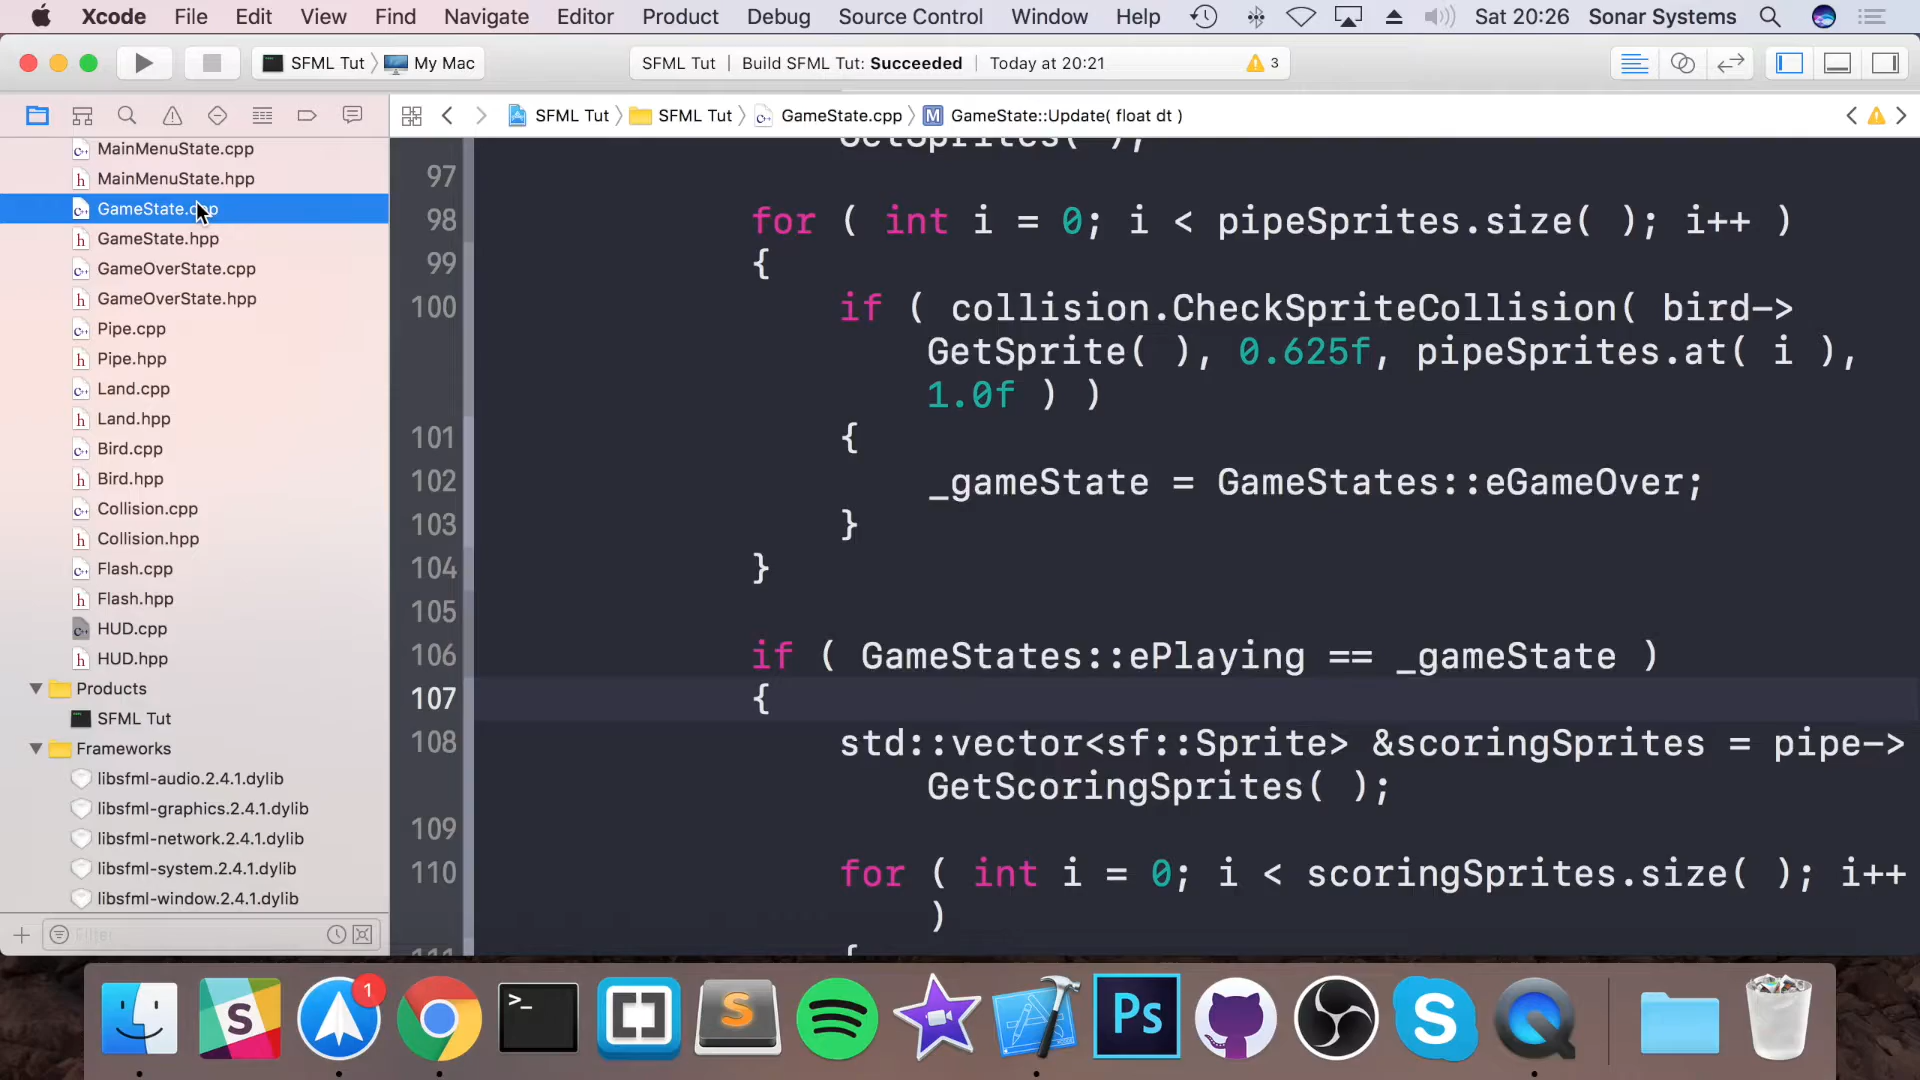 Xcode File Edit View Find Navigate Editor Product Debug Source Control Window Help Sat 20:26 Sonar Systems
SFML Tut My Mac SFML Tut | Build SFML Tut: Succeeded | Today at 20:21 3
SFML Tut SFML Tut GameState.cpp M GameState::Update( float dt )
MainMenuState.cpp
MainMenuState.hpp
GameState.cpp
GameState.hpp
GameOverState.cpp
GameOverState.hpp
Pipe.cpp
Pipe.hpp
Land.cpp
Land.hpp
Bird.cpp
Bird.hpp
Collision.cpp
Collision.hpp
Flash.cpp
Flash.hpp
HUD.cpp
HUD.hpp
Products
SFML Tut
Frameworks
libsfml-audio.2.4.1.dylib
libsfml-graphics.2.4.1.dylib
libsfml-network.2.4.1.dylib
libsfml-system.2.4.1.dylib
libsfml-window.2.4.1.dylib
Filter
GetSprites( );
97
98 for ( int i = 0; i < pipeSprites.size( ); i++ )
99 {
100 if ( collision.CheckSpriteCollision( bird->
GetSprite( ), 0.625f, pipeSprites.at( i ),
1.0f ) )
101 {
102 _gameState = GameStates::eGameOver;
103 }
104 }
105
106 if ( GameStates::ePlaying == _gameState )
107 {
108 std::vector<sf::Sprite> &scoringSprites = pipe->
GetScoringSprites( );
109
110 for ( int i = 0; i < scoringSprites.size( ); i++
)
111 {
1
>_
S
S
Ps
S